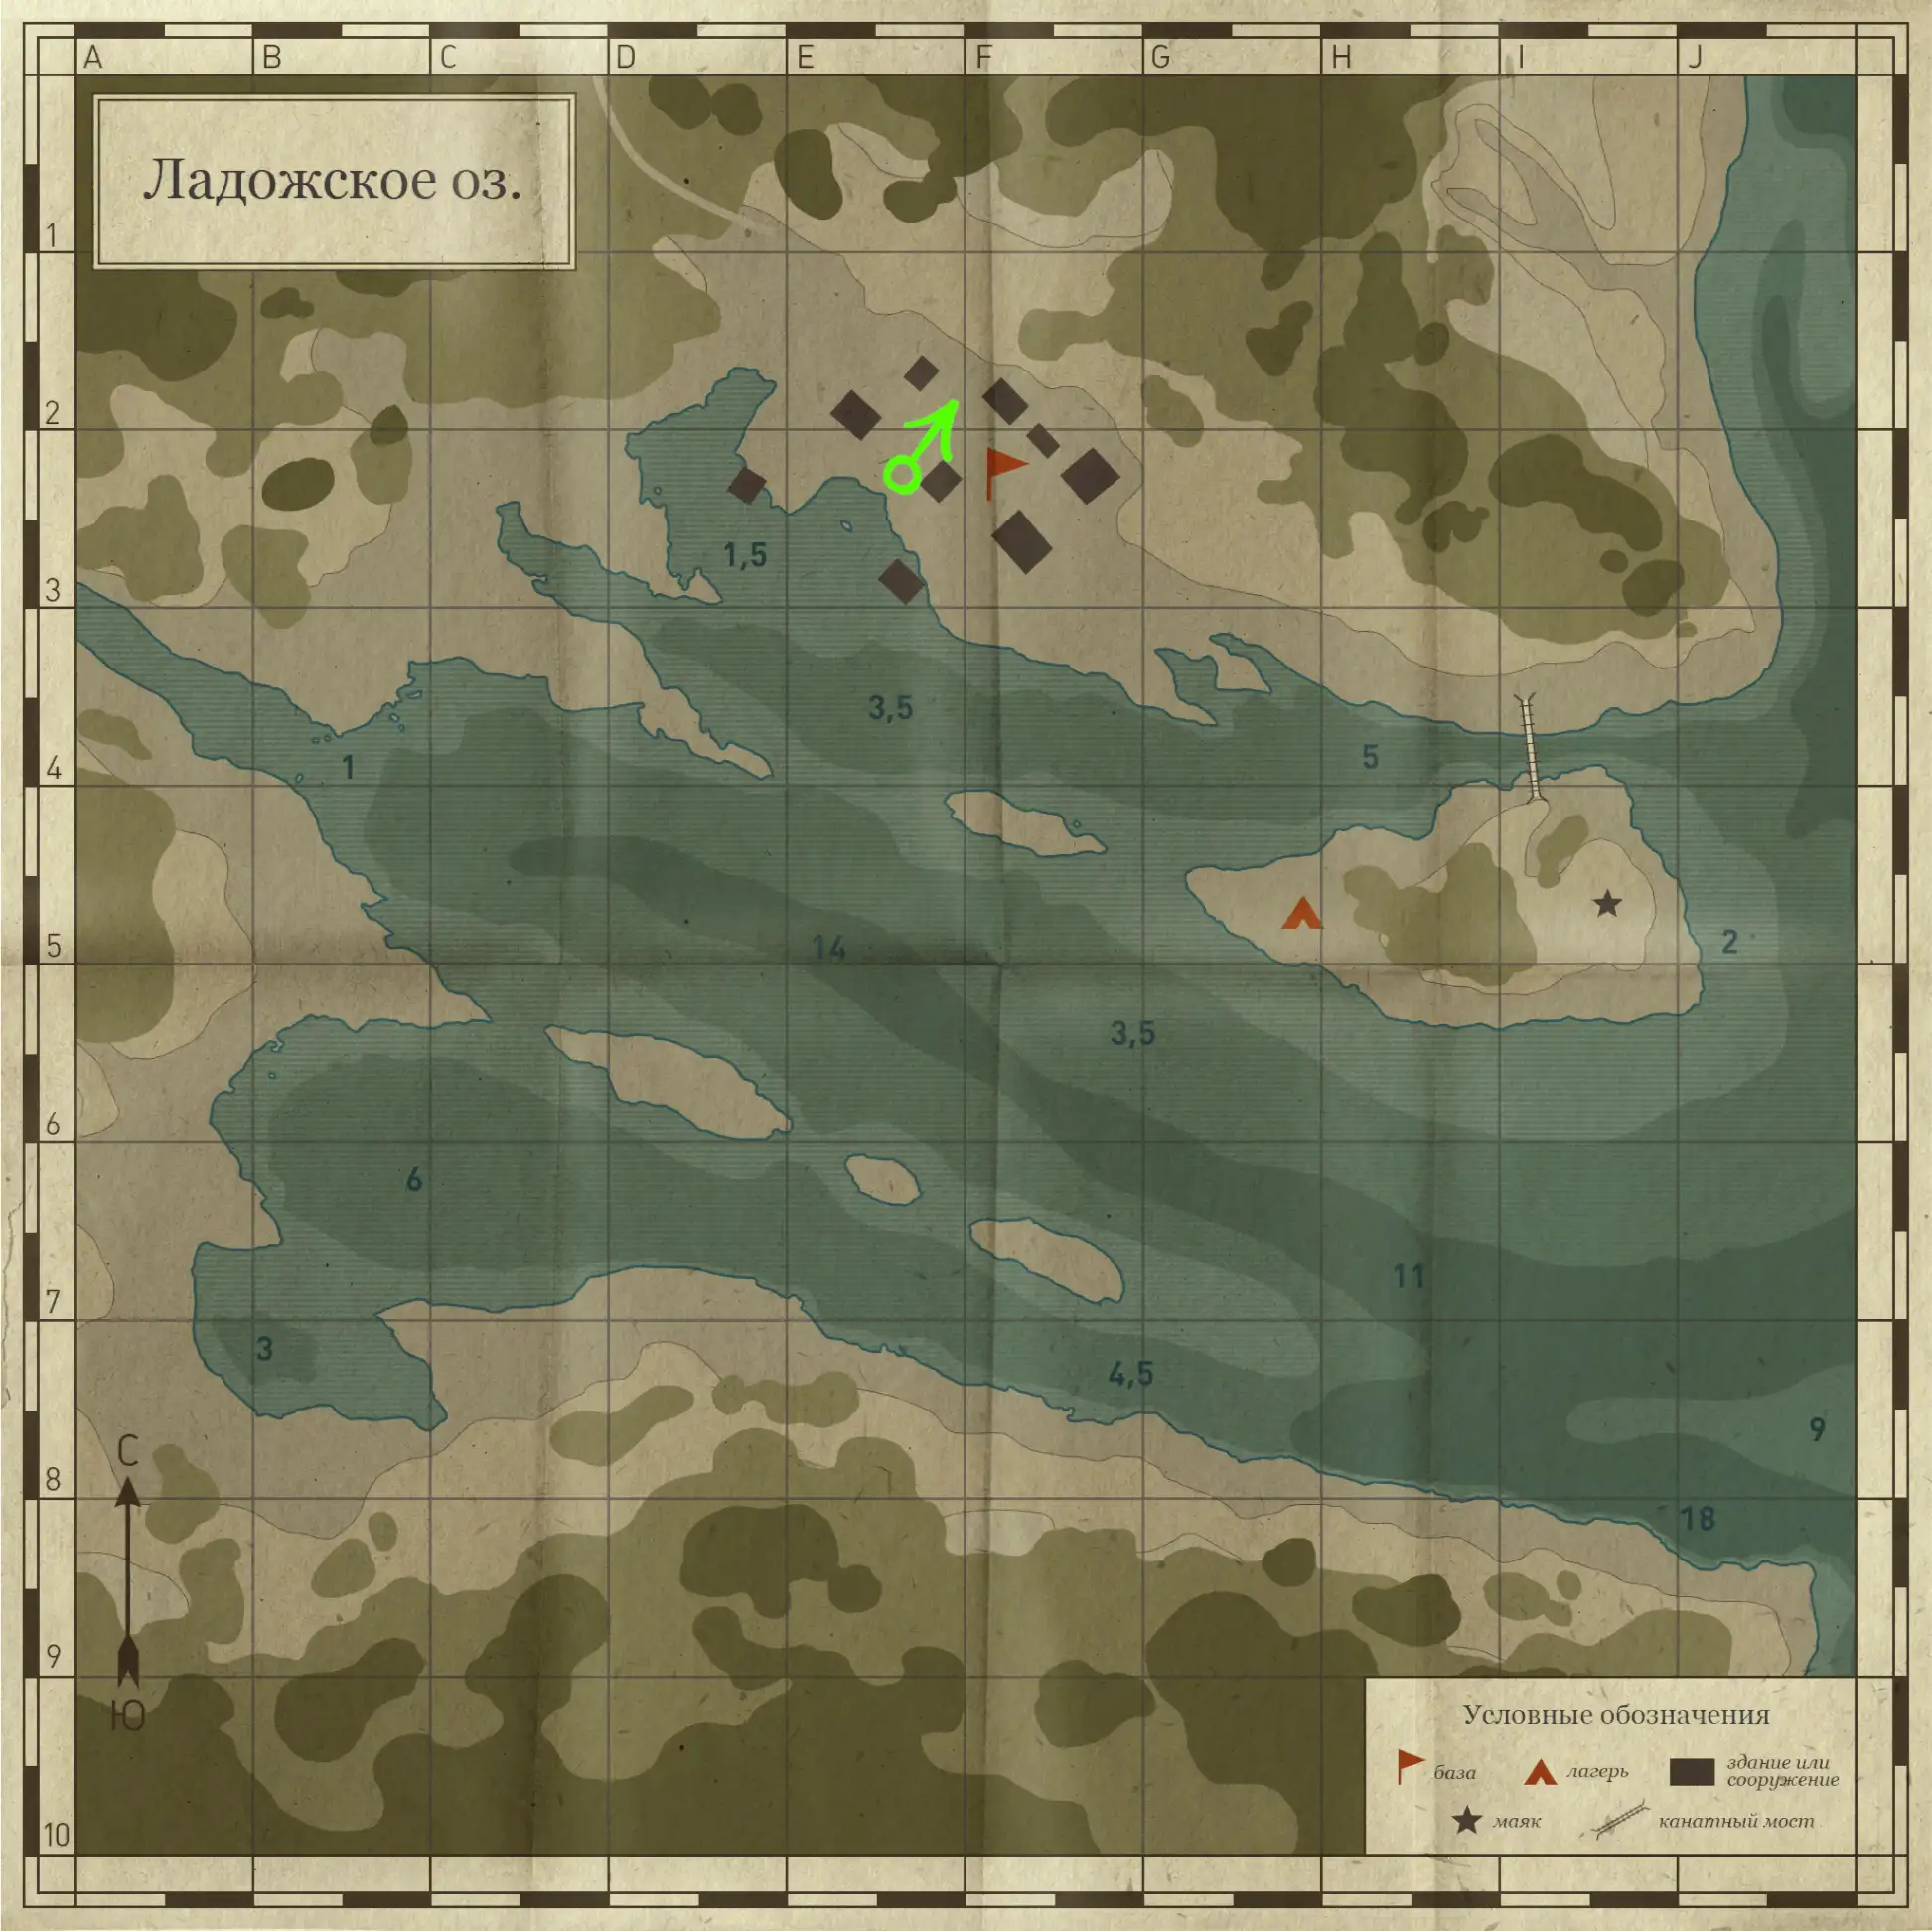 A B C D E F G H I J
Ладожское оз.
1
2
1,5
3
3,5
5
1
4
14
2
5
3,5
6
6
11
7
3
4,5
9
С
8
18
9
Ю
Условные обозначения
база
лагерь
здание или
сооружение
маяк
канатный мост
10